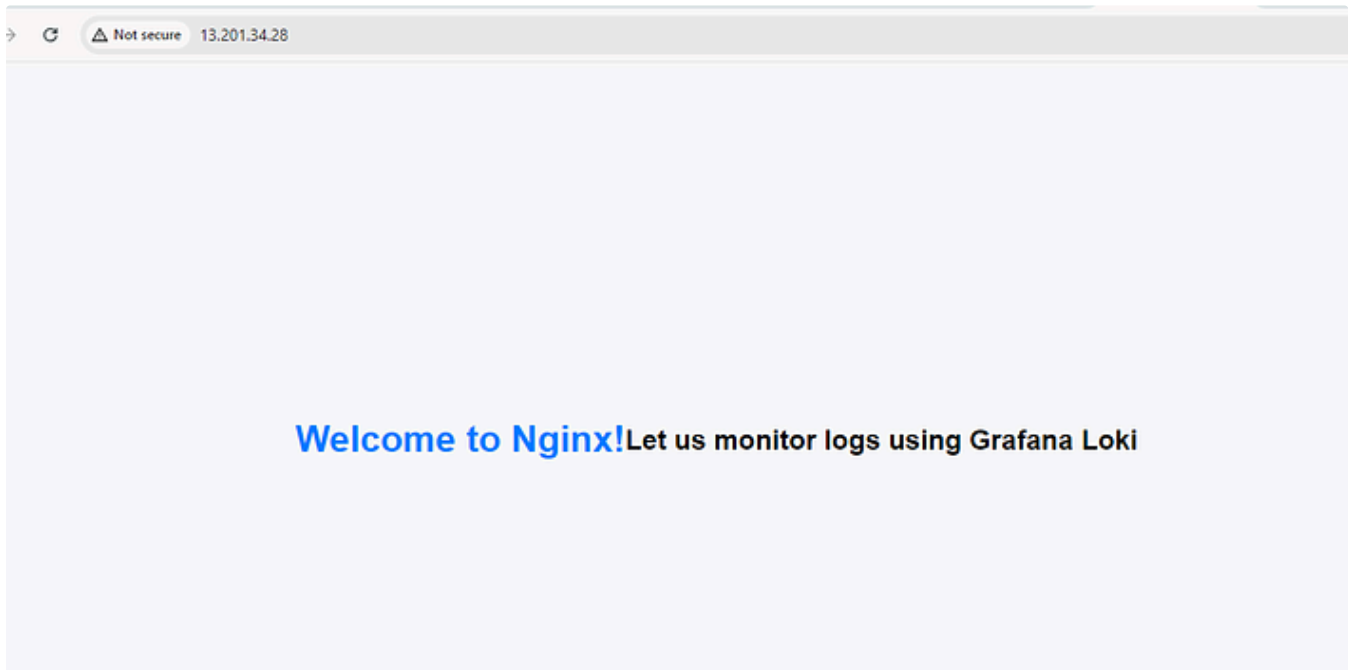 Not secure 13.201.34.28
Welcome to Nginx!Let us monitor logs using Grafana Loki